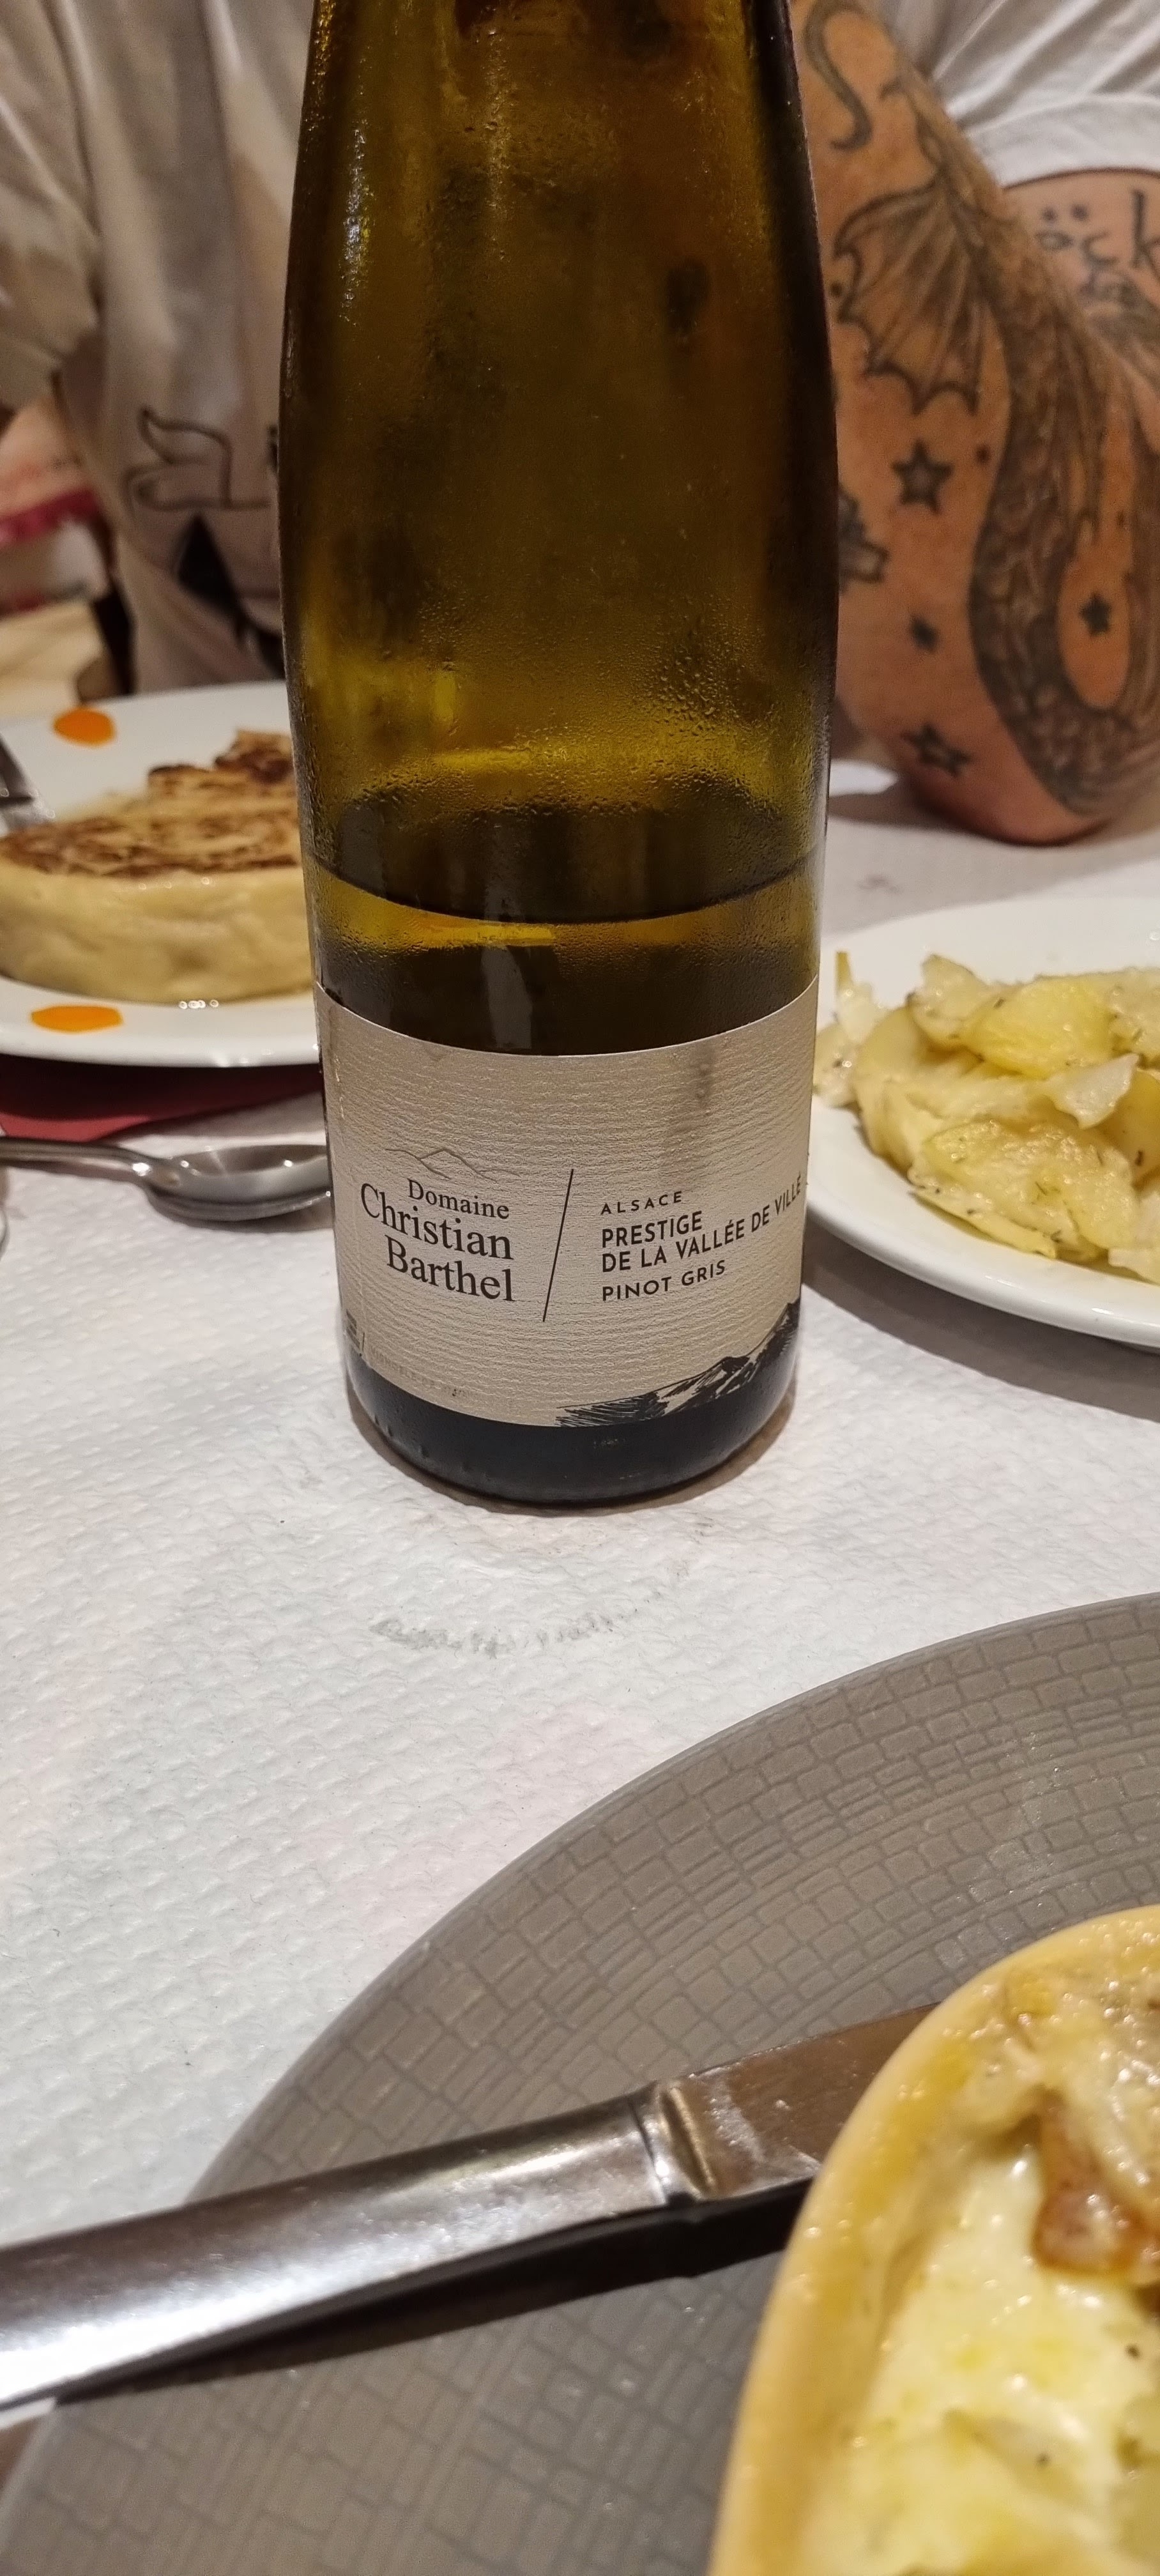 Domaine
Christian
Barthel
ALSACE
PRESTIGE
DE LA VALLÉE DE VILLÉ
PINOT GRIS